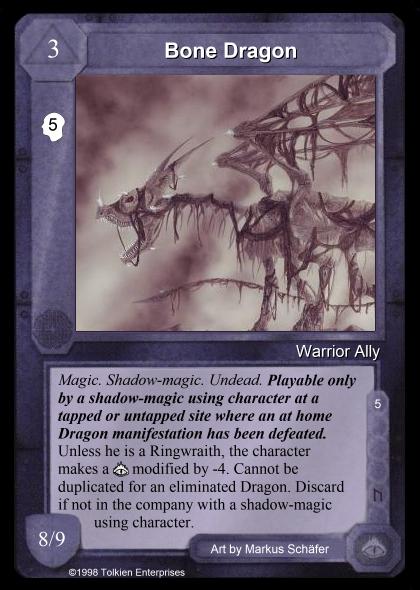 3
Bone Dragon
5
Warrior Ally
Magic. Shadow-magic. Undead. Playable only
by a shadow-magic using character at a
tapped or untapped site where an at home
Dragon manifestation has been defeated.
Unless he is a Ringwraith, the character
makes a modified by -4. Cannot be
duplicated for an eliminated Dragon. Discard
if not in the company with a shadow-magic
using character.
5
8/9
Art by Markus Schäfer
©1998 Tolkien Enterprises